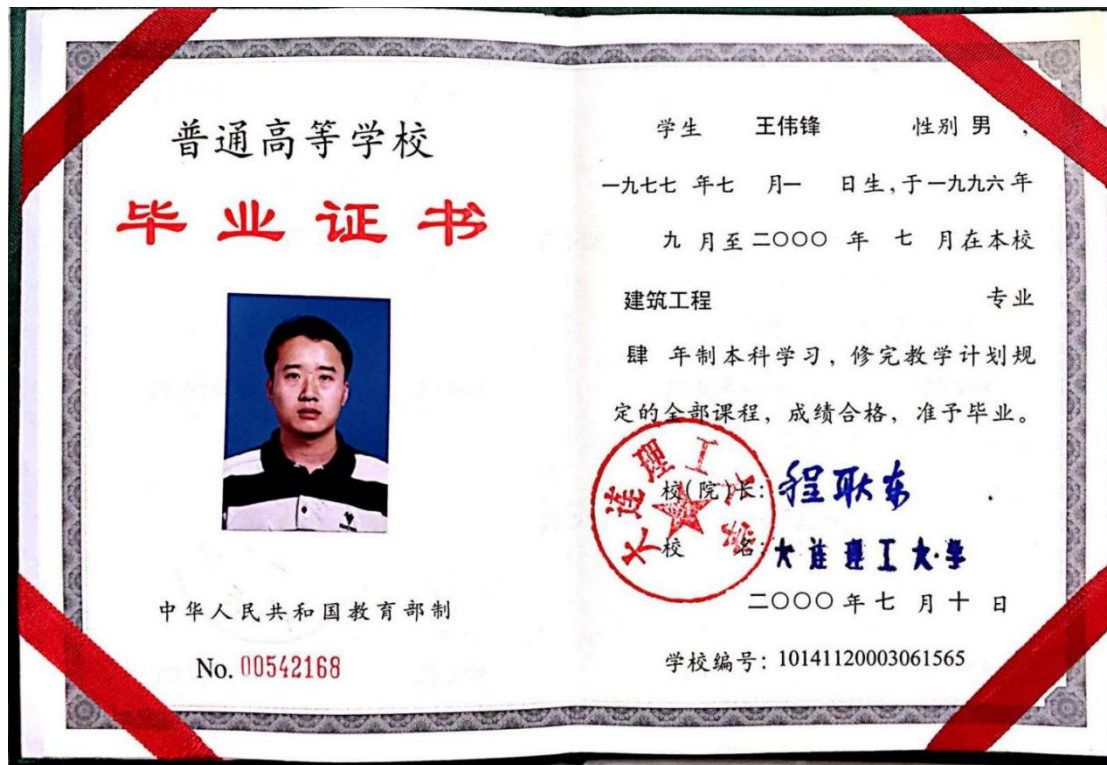 普通高等学校
毕业证书
中华人民共和国教育部制
No. 00542168
学生 王伟锋 性别 男 ,
一九七七 年七 月一 日生,于一九九六年
九 月至二〇〇〇 年 七 月在本校
建筑工程 专业
肆 年制本科学习, 修完教学计划规
定的全部课程, 成绩合格, 准予毕业。
大连理工大学
校(院)长: 程耿东
校 名: 大连理工大学
二〇〇〇年七 月十 日
学校编号: 10141120003061565